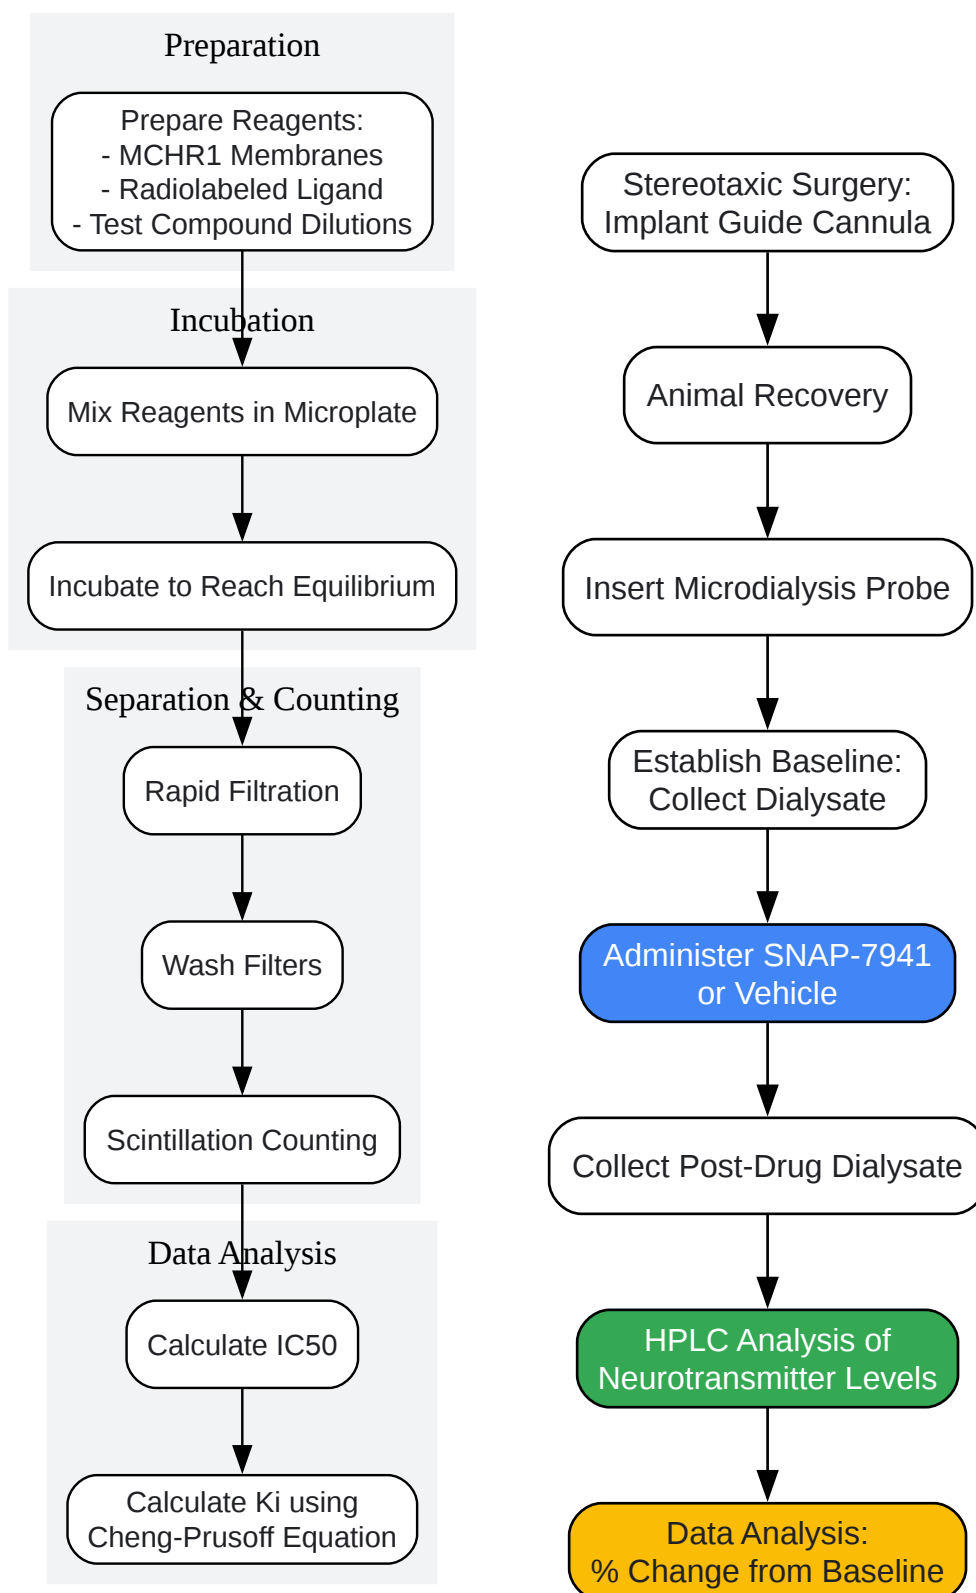 Preparation
Prepare Reagents:
- MCHR1 Membranes
- Radiolabeled Ligand
- Test Compound Dilutions
Incubation
Mix Reagents in Microplate
Incubate to Reach Equilibrium
Separation & Counting
Rapid Filtration
Wash Filters
Scintillation Counting
Data Analysis
Calculate IC50
Calculate Ki using
Cheng-Prusoff Equation
Stereotaxic Surgery:
Implant Guide Cannula
Animal Recovery
Insert Microdialysis Probe
Establish Baseline:
Collect Dialysate
Administer SNAP-7941
or Vehicle
Collect Post-Drug Dialysate
HPLC Analysis of
Neurotransmitter Levels
Data Analysis:
% Change from Baseline